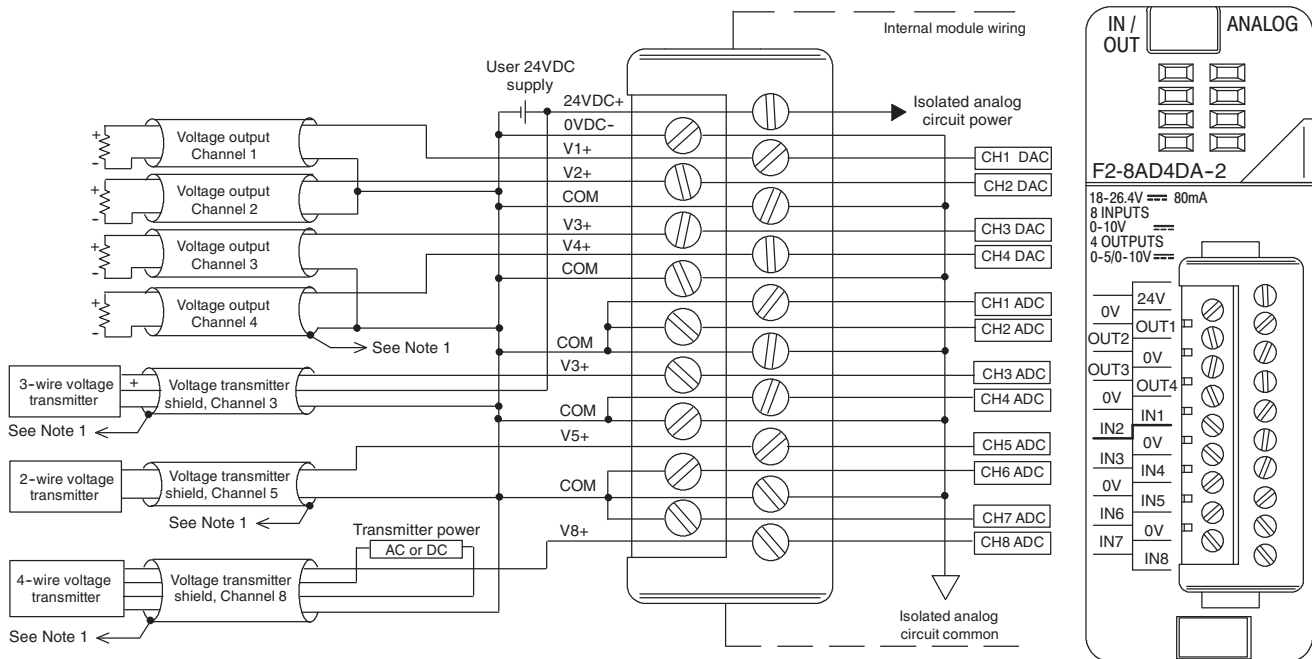 Internal module wiring
User 24VDC
supply
24VDC+
0VDC-
V1+
V2+
COM
V3+
V4+
COM
COM
V3+
COM
V5+
COM
V8+
Isolated analog
circuit power
+
-
Voltage output
Channel 1
+
-
Voltage output
Channel 2
+
-
Voltage output
Channel 3
+
-
Voltage output
Channel 4
See Note 1
3-wire voltage
transmitter
+
Voltage transmitter
shield, Channel 3
See Note 1
2-wire voltage
transmitter
Voltage transmitter
shield, Channel 5
See Note 1
Transmitter power
AC or DC
4-wire voltage
transmitter
Voltage transmitter
shield, Channel 8
See Note 1
CH1 DAC
CH2 DAC
CH3 DAC
CH4 DAC
CH1 ADC
CH2 ADC
CH3 ADC
CH4 ADC
CH5 ADC
CH6 ADC
CH7 ADC
CH8 ADC
Isolated analog
circuit common
IN /
OUT
ANALOG
F2-8AD4DA-2
18-26.4V 80mA
8 INPUTS
0-10V
4 OUTPUTS
0-5/0-10V
24V
0V
OUT1
OUT2
0V
OUT3
OUT4
0V
IN1
IN2
0V
IN3
IN4
0V
IN5
IN6
0V
IN7
IN8